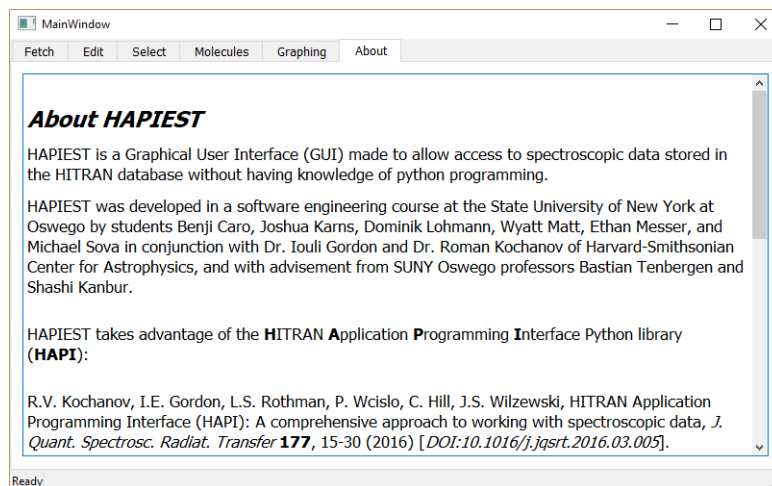 MainWindow
Fetch Edit Select Molecules Graphing About
About HAPIEST
HAPIEST is a Graphical User Interface (GUI) made to allow access to spectroscopic data stored in
the HITRAN database without having knowledge of python programming.
HAPIEST was developed in a software engineering course at the State University of New York at
Oswego by students Benji Caro, Joshua Karns, Dominik Lohmann, Wyatt Matt, Ethan Messer, and
Michael Sova in conjunction with Dr. Iouli Gordon and Dr. Roman Kochanov of Harvard-Smithsonian
Center for Astrophysics, and with advisement from SUNY Oswego professors Bastian Tenbergen and
Shashi Kanbur.
HAPIEST takes advantage of the HITRAN Application Programming Interface Python library
(HAPI):
R.V. Kochanov, I.E. Gordon, L.S. Rothman, P. Wcislo, C. Hill, J.S. Wilzewski, HITRAN Application
Programming Interface (HAPI): A comprehensive approach to working with spectroscopic data, J.
Quant. Spectrosc. Radiat. Transfer 177, 15-30 (2016) [DOI:10.1016/j.jqsrt.2016.03.005].
Ready